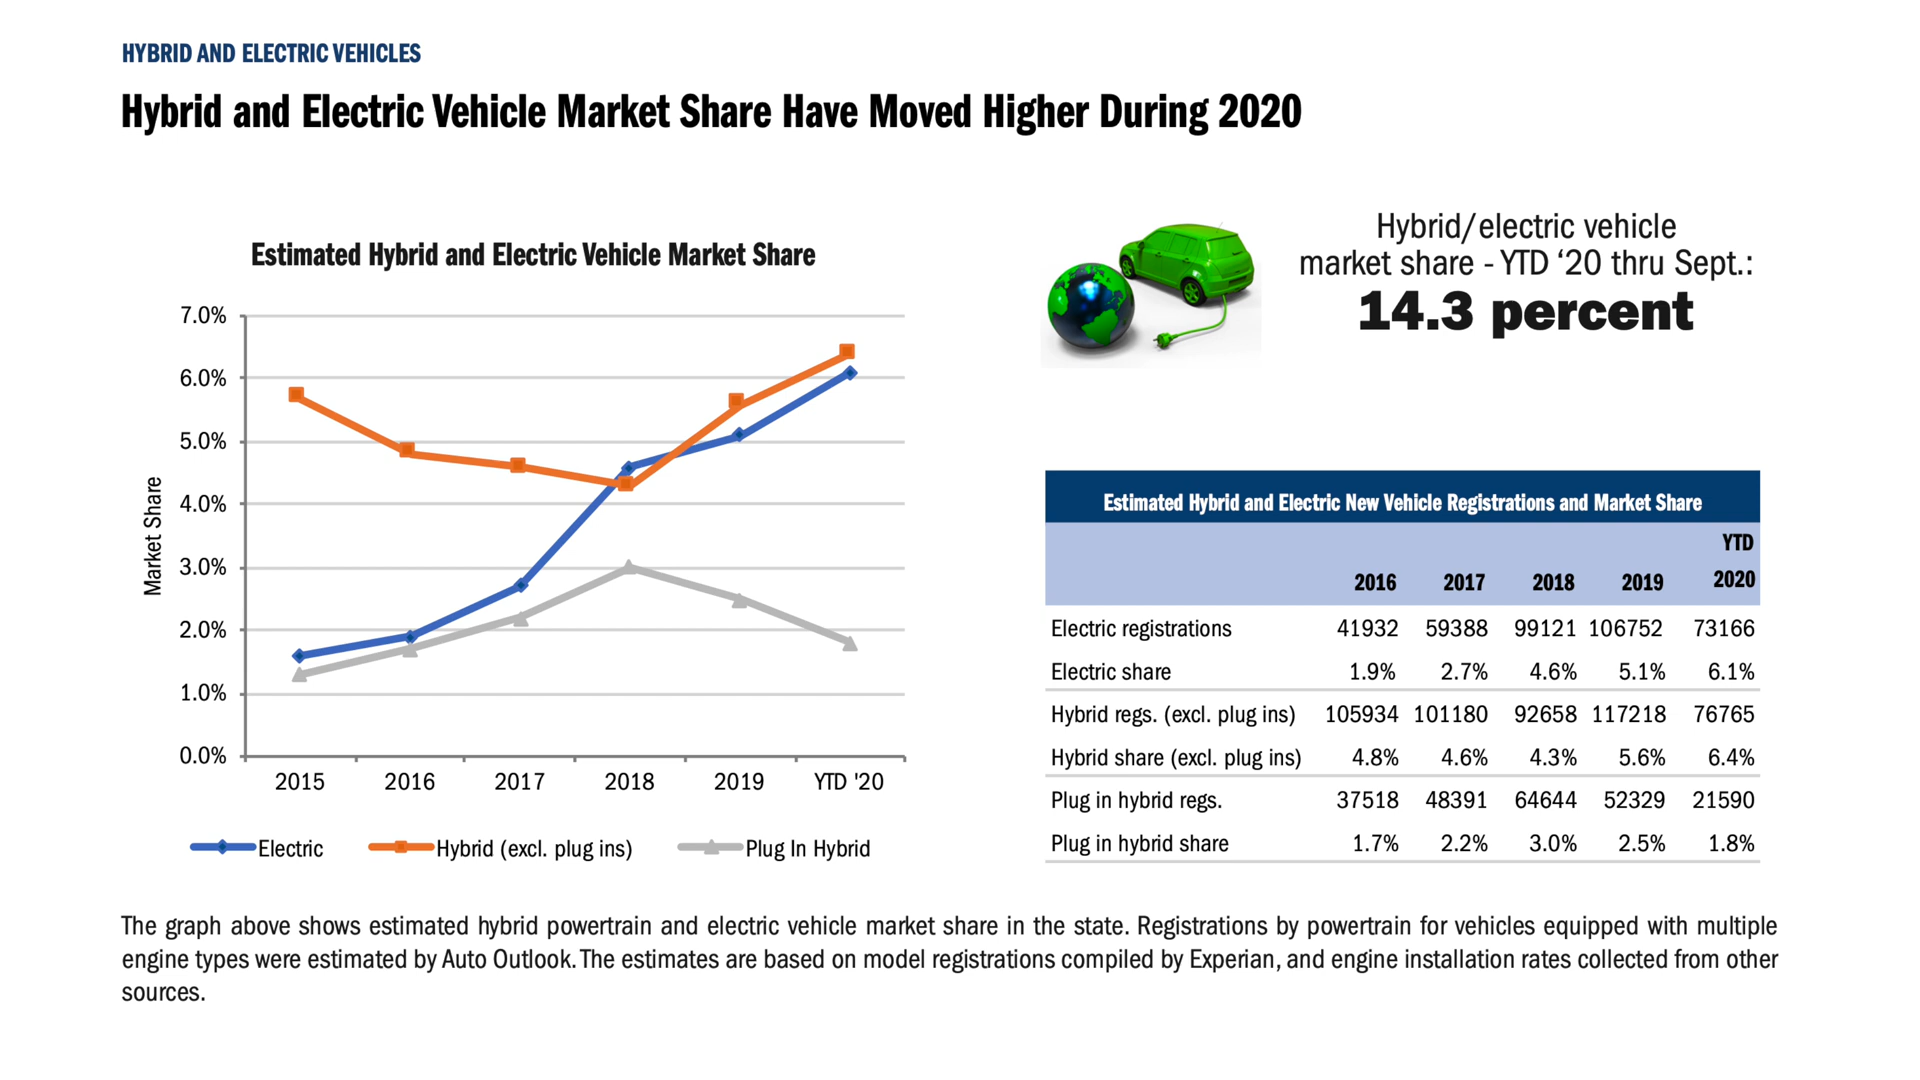 HYBRID AND ELECTRIC VEHICLES
Hybrid and Electric Vehicle Market Share Have Moved Higher During 2020
Estimated Hybrid and Electric Vehicle Market Share
7.0%
6.0%
5.0%
4.0%
3.0%
2.0%
1.0%
0.0%
Market Share
2015 2016 2017 2018 2019 YTD '20
Electric Hybrid (excl. plug ins) Plug In Hybrid
Hybrid/electric vehicle
market share - YTD ‘20 thru Sept.:
14.3 percent
Estimated Hybrid and Electric New Vehicle Registrations and Market Share
YTD
2016 2017 2018 2019 2020
Electric registrations 41932 59388 99121 106752 73166
Electric share 1.9% 2.7% 4.6% 5.1% 6.1%
Hybrid regs. (excl. plug ins) 105934 101180 92658 117218 76765
Hybrid share (excl. plug ins) 4.8% 4.6% 4.3% 5.6% 6.4%
Plug in hybrid regs. 37518 48391 64644 52329 21590
Plug in hybrid share 1.7% 2.2% 3.0% 2.5% 1.8%
The graph above shows estimated hybrid powertrain and electric vehicle market share in the state. Registrations by powertrain for vehicles equipped with multiple
engine types were estimated by Auto Outlook. The estimates are based on model registrations compiled by Experian, and engine installation rates collected from other
sources.